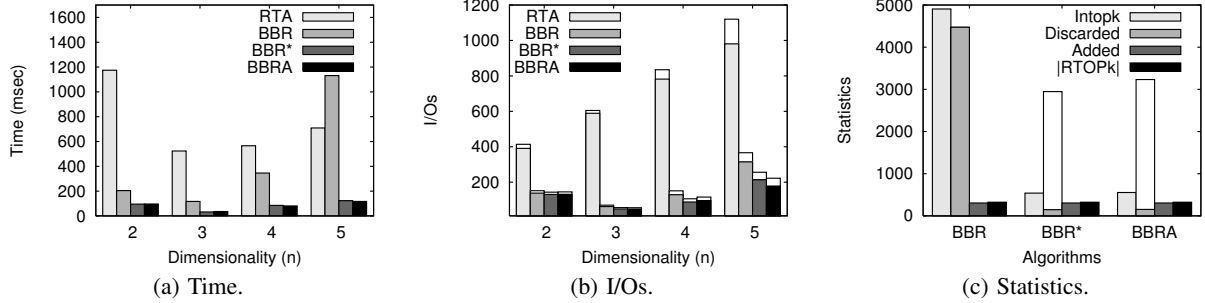 1600
1400
1200
1000
800
600
400
200
0
Time (msec)
RTA
BBR
BBR*
BBRA
2 3 4 5
Dimensionality (n)
(a) Time.
1200
1000
800
600
400
200
I/Os
RTA
BBR
BBR*
BBRA
2 3 4 5
Dimensionality (n)
(b) I/Os.
5000
4000
3000
2000
1000
0
Statistics
Intopk
Discarded
Added
|RTOPk|
BBR BBR* BBRA
Algorithms
(c) Statistics.